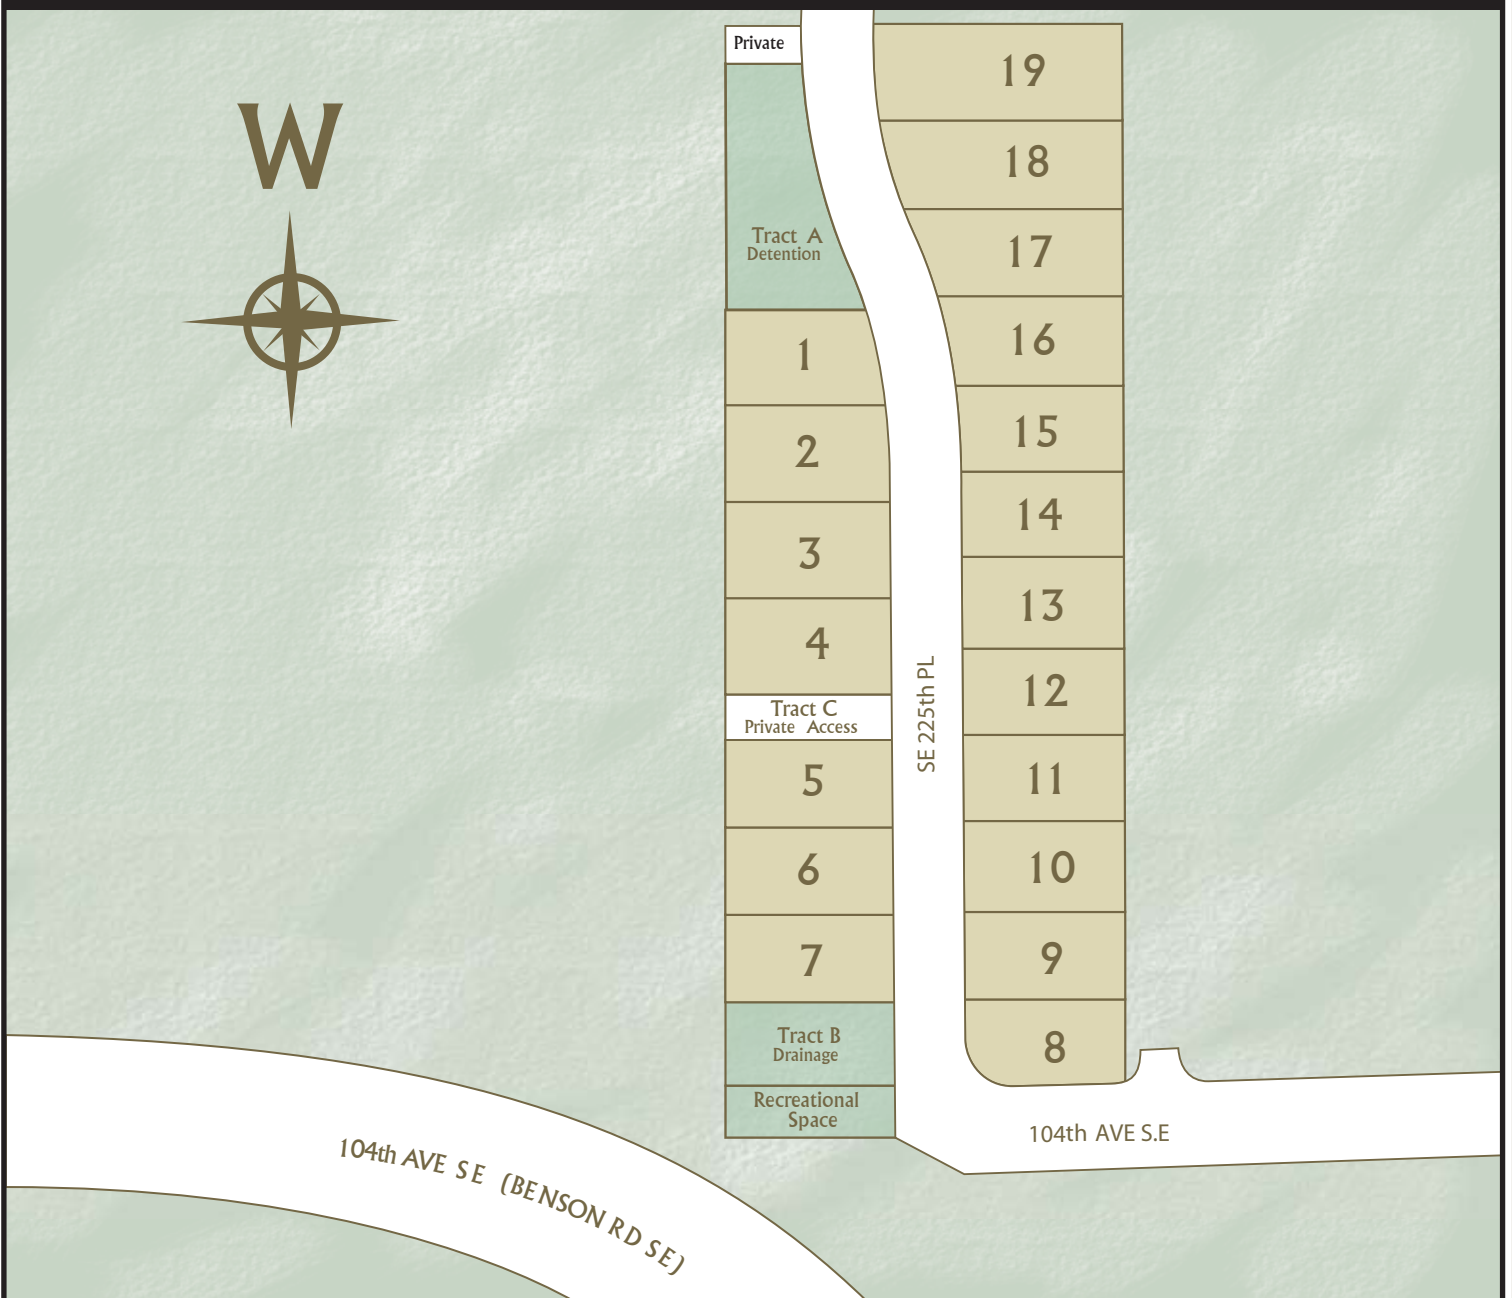 W
Private
Tract A
Detention
1
2
3
4
Tract C
Private Access
5
6
7
Tract B
Drainage
Recreational
Space
SE 225th PL
19
18
17
16
15
14
13
12
11
10
9
8
104th AVE S.E
104th AVE SE (BENSON RD SE)